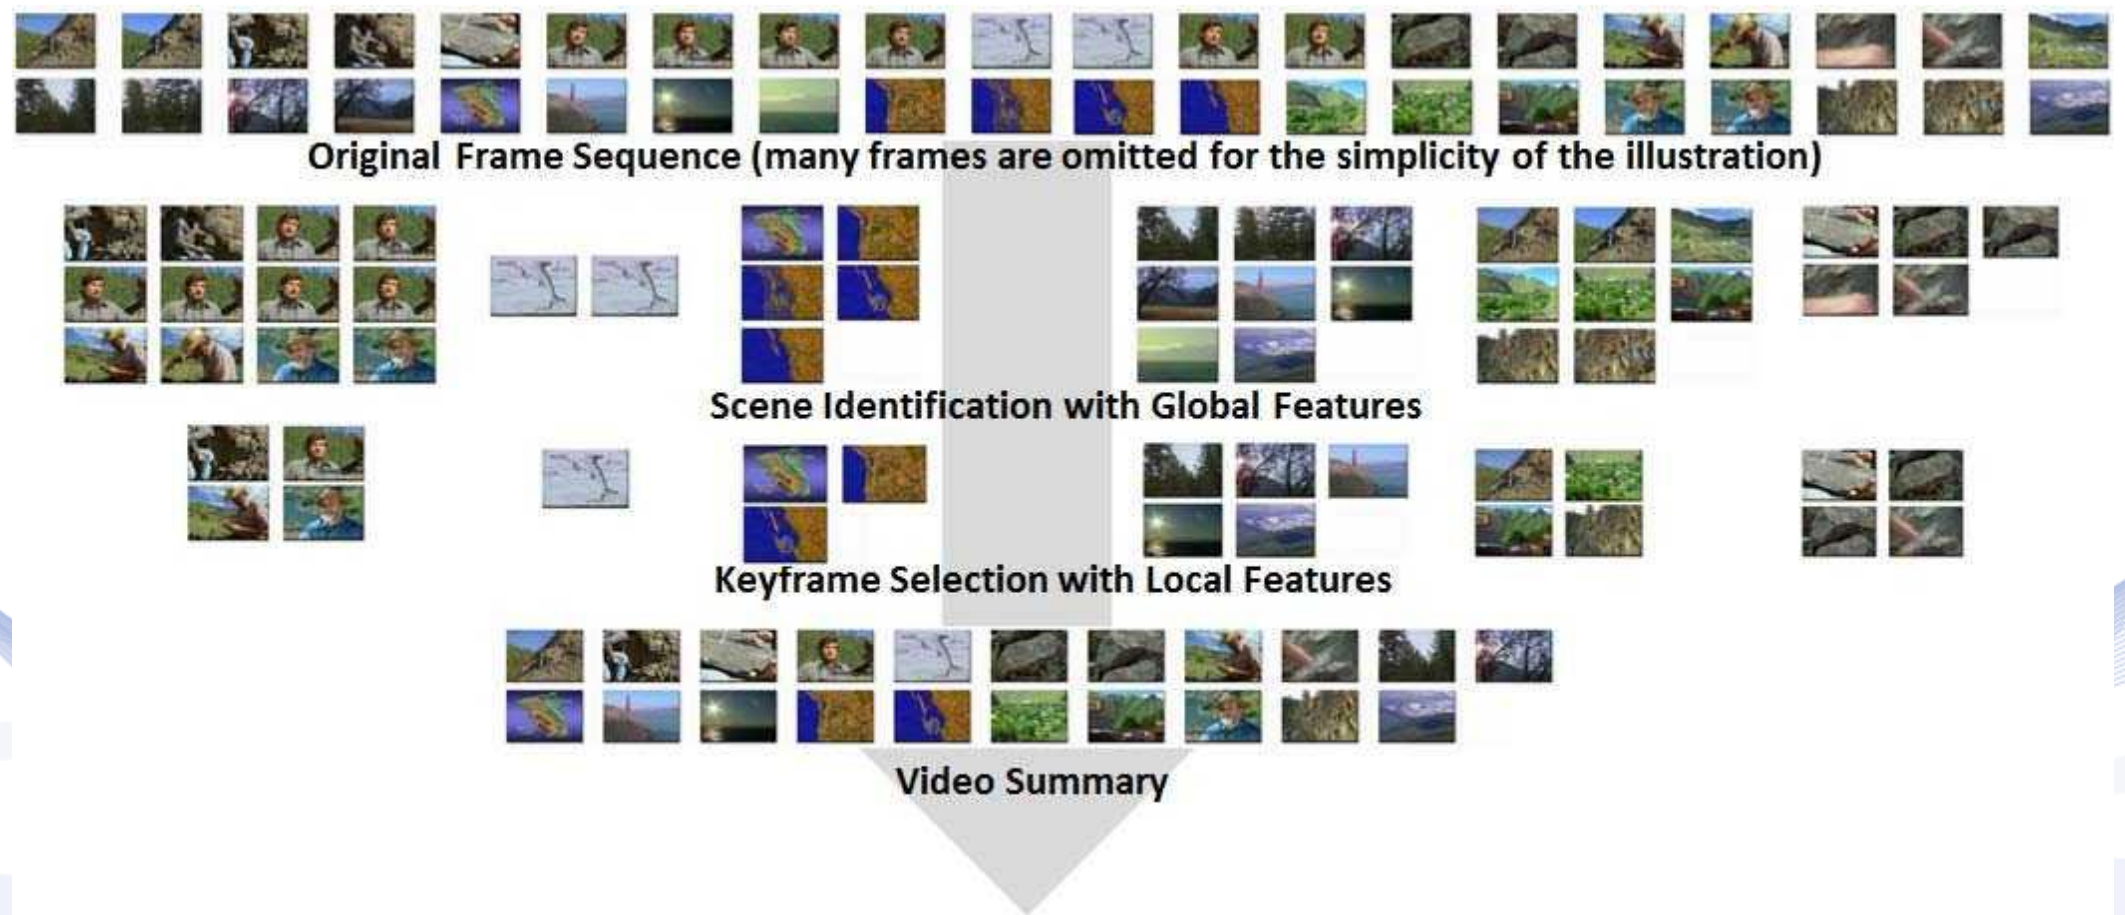 Original Frame Sequence (many frames are omitted for the simplicity of the illustration)
Scene Identification with Global Features
Keyframe Selection with Local Features
Video Summary